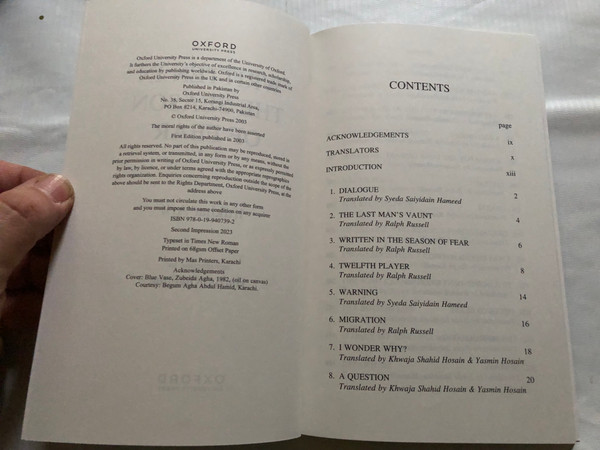 OXFORD
UNIVERSITY PRESS
Oxford University Press is a department of the University of Oxford.
It furthers the University's objective of excellence in research, scholarship,
and education by publishing worldwide. Oxford is a registered trade mark of
Oxford University Press in the UK and in certain other countries
Published in Pakistan by
Oxford University Press
No. 38, Sector 15, Korangi Industrial Area,
PO Box 8214, Karachi-74900, Pakistan
© Oxford University Press 2003
The moral rights of the author have been asserted
First Edition published in 2003
All rights reserved. No part of this publication may be reproduced, stored in
a retrieval system, or transmitted, in any form or by any means, without the
prior permission in writing of Oxford University Press, or as expressly permitted
by law, by licence, or under terms agreed with the appropriate reprographics
rights organization. Enquiries concerning reproduction outside the scope of the
above should be sent to the Rights Department, Oxford University Press, at the
address above
You must not circulate this work in any other form
and you must impose this same condition on any acquirer
ISBN 978-0-19-940739-2
Second Impression 2023
Typeset in Times New Roman
Printed on 68gsm Offset Paper
Printed by Mas Printers, Karachi
Acknowledgements
Cover: Blue Vase, Zubeida Agha, 1982, (oil on canvas)
Courtesy: Begum Agha Abdul Hamid, Karachi.
CONTENTS
page
ACKNOWLEDGEMENTS ix
TRANSLATORS x
INTRODUCTION xiii
1. DIALOGUE 2
Translated by Syeda Saiyidain Hameed
2. THE LAST MAN'S VAUNT 4
Translated by Ralph Russell
3. WRITTEN IN THE SEASON OF FEAR 6
Translated by Ralph Russell
4. TWELFTH PLAYER 8
Translated by Ralph Russell
5. WARNING 14
Translated by Syeda Saiyidain Hameed
6. MIGRATION 16
Translated by Ralph Russell
7. I WONDER WHY? 18
Translated by Khwaja Shahid Hosain & Yasmin Hosain
8. A QUESTION 20
Translated by Khwaja Shahid Hosain & Yasmin Hosain